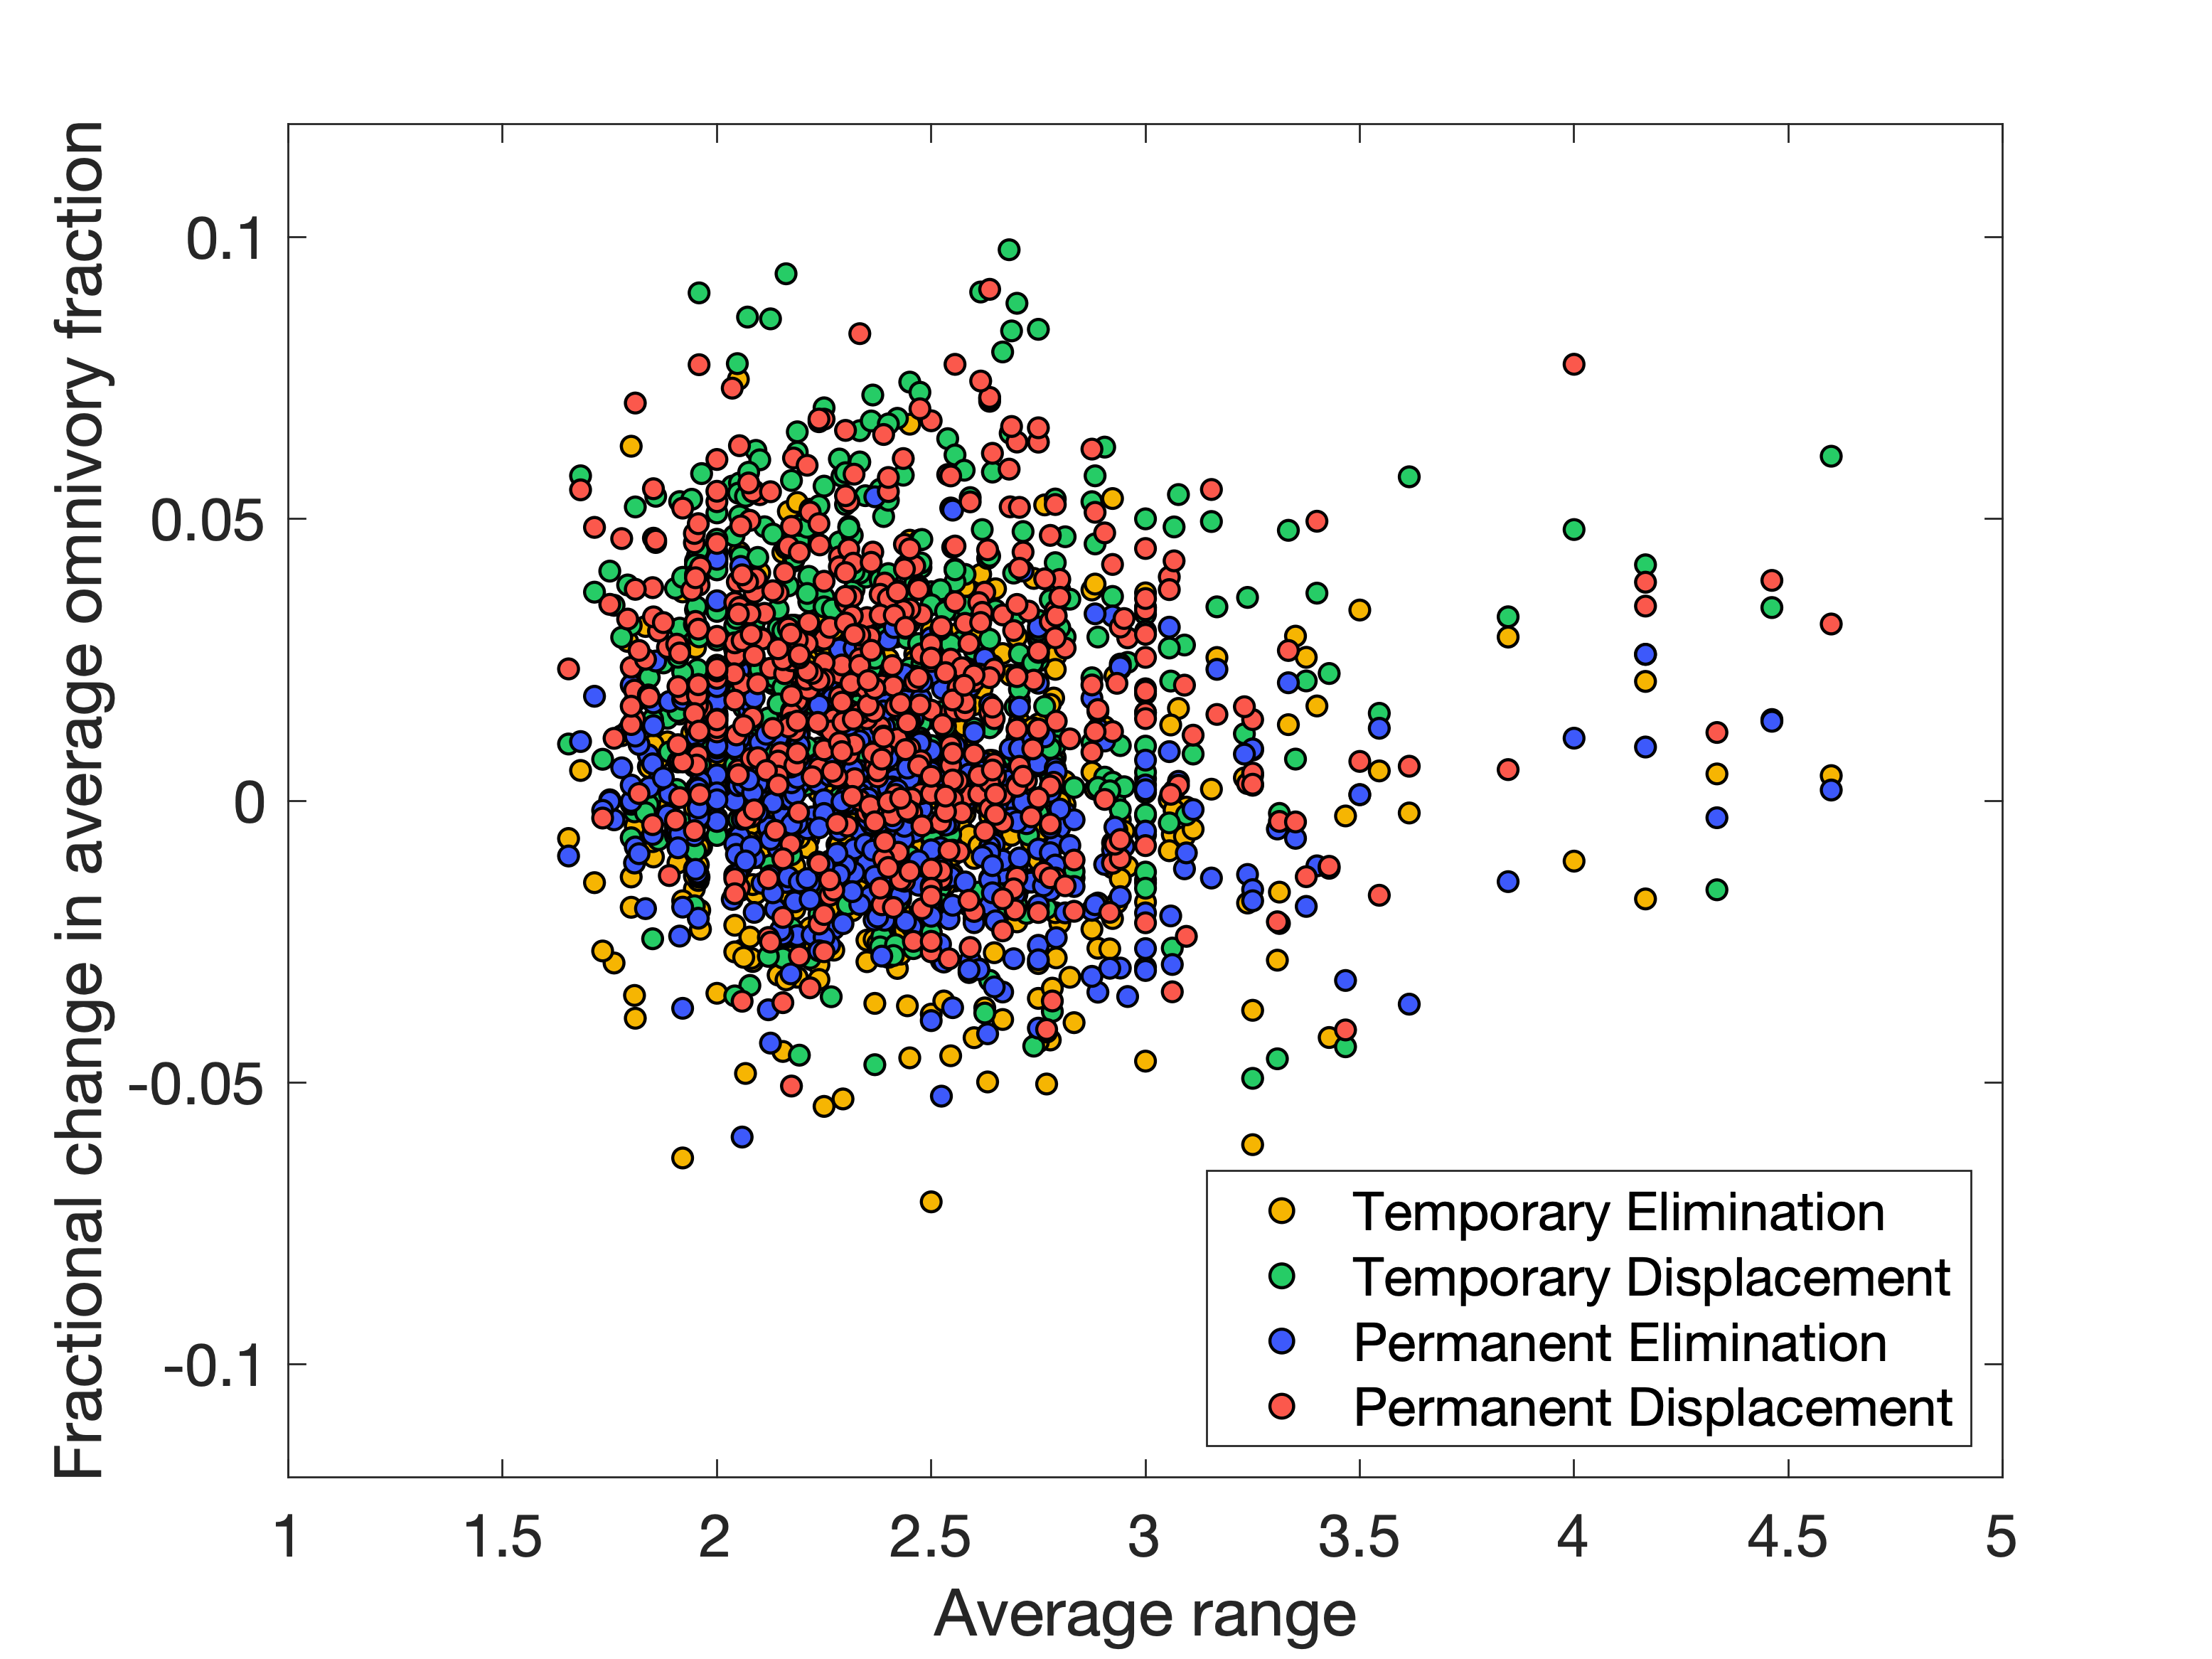 Fractional change in average omnivory fraction
0.1
0.05
0
-0.05
-0.1
Temporary Elimination
Temporary Displacement
Permanent Elimination
Permanent Displacement
1 1.5 2 2.5 3 3.5 4 4.5 5
Average range